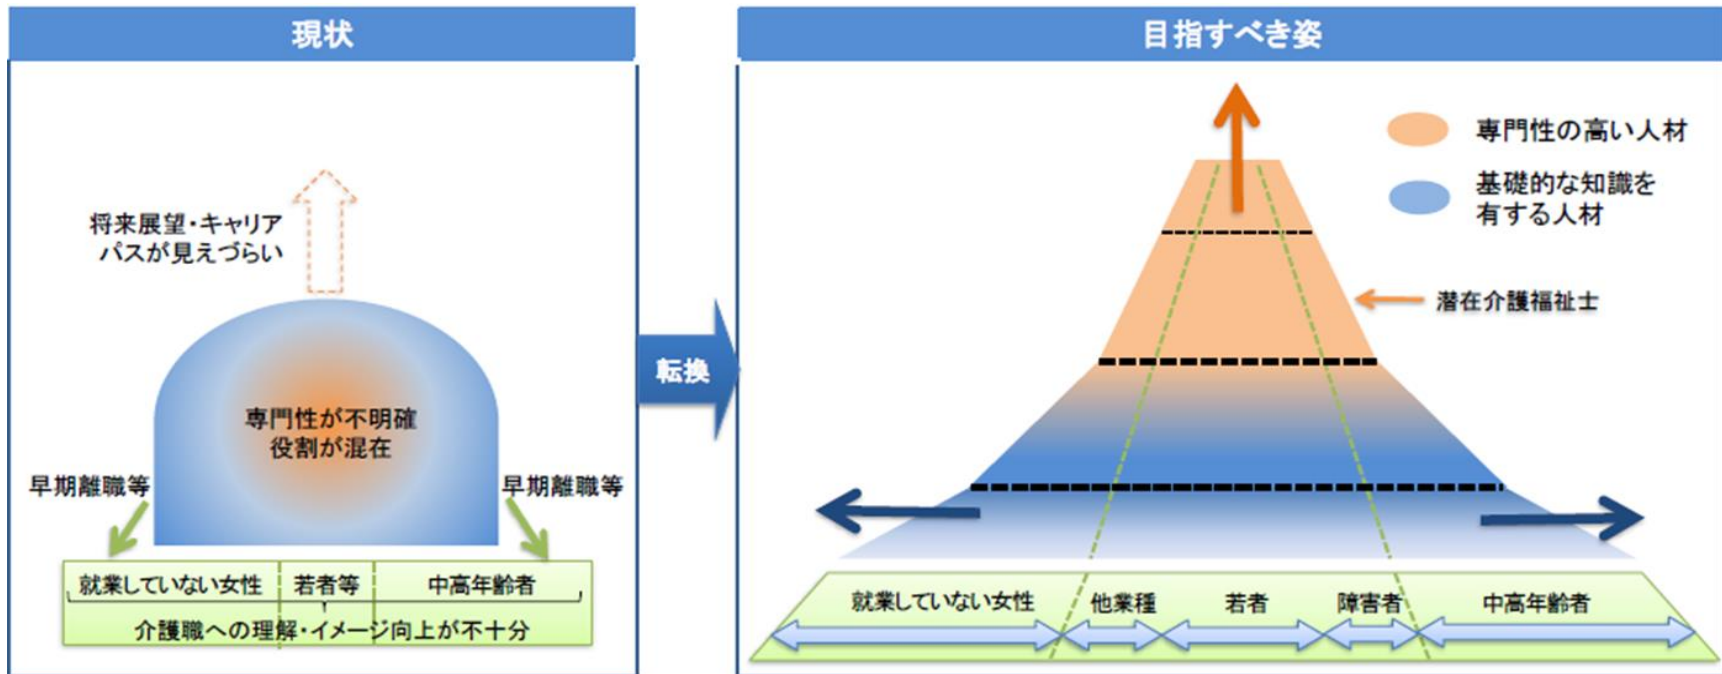 現状
将来展望・キャリア
パスが見えづらい
専門性が不明確
役割が混在
早期離職等
早期離職等
就業していない女性
若者等
中高年齢者
介護職への理解・イメージ向上が不十分
転換
目指すべき姿
専門性の高い人材
基礎的な知識を
有する人材
潜在介護福祉士
就業していない女性
他業種
若者
障害者
中高年齢者